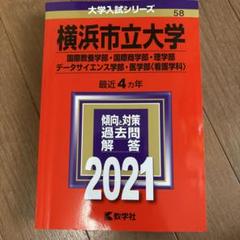 大学入試シリーズ
58
横浜市立大学
国際教養学部・国際商学部・理学部
データサイエンス学部・医学部〈看護学科〉
最近4カ年
傾向と対策
過去問
解答
2021
数学社